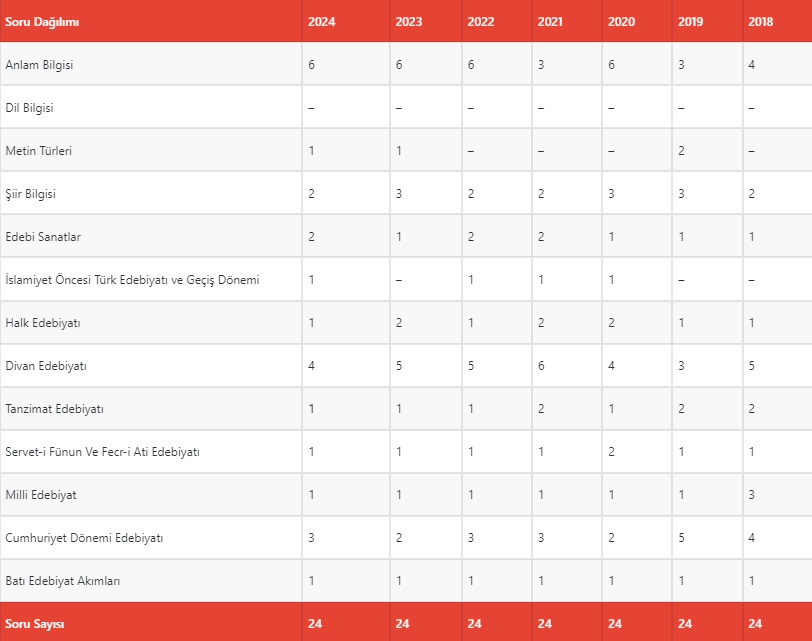 Soru Dağılımı 2024 2023 2022 2021 2020 2019 2018
Anlam Bilgisi 6 6 6 3 6 3 4
Dil Bilgisi – – – – – – –
Metin Türleri 1 1 – – – 2 –
Şiir Bilgisi 2 3 2 2 3 3 2
Edebi Sanatlar 2 1 2 2 1 1 1
İslamiyet Öncesi Türk Edebiyatı ve Geçiş Dönemi 1 – 1 1 1 – –
Halk Edebiyatı 1 2 1 2 2 1 1
Divan Edebiyatı 4 5 5 6 4 3 5
Tanzimat Edebiyatı 1 1 1 2 1 2 2
Servet-i Fünun Ve Fecr-i Ati Edebiyatı 1 1 1 1 2 1 1
Milli Edebiyat 1 1 1 1 1 1 3
Cumhuriyet Dönemi Edebiyatı 3 2 3 3 2 5 4
Batı Edebiyat Akımları 1 1 1 1 1 1 1
Soru Sayısı 24 24 24 24 24 24 24